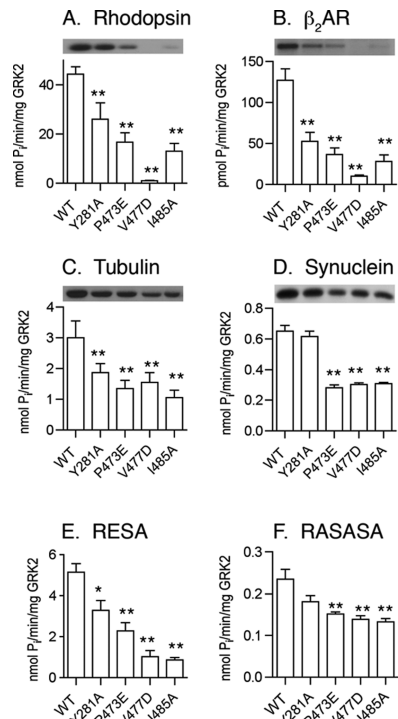 A. Rhodopsin
nmol Pi/min/mg GRK2
40
20
0
** ** ** **
WT Y281A P473E V477D I485A
B. β2AR
pmol Pi/min/mg GRK2
150
100
50
0
** ** ** **
WT Y281A P473E V477D I485A
C. Tubulin
nmol Pi/min/mg GRK2
4
3
2
1
0
** ** ** **
WT Y281A P473E V477D I485A
D. Synuclein
nmol Pi/min/mg GRK2
0.8
0.6
0.4
0.2
0.0
** ** **
WT Y281A P473E V477D I485A
E. RESA
nmol Pi/min/mg GRK2
6
4
2
0
* ** ** **
WT Y281A P473E V477D I485A
F. RASASA
nmol Pi/min/mg GRK2
0.3
0.2
0.1
0.0
** ** **
WT Y281A P473E V477D I485A